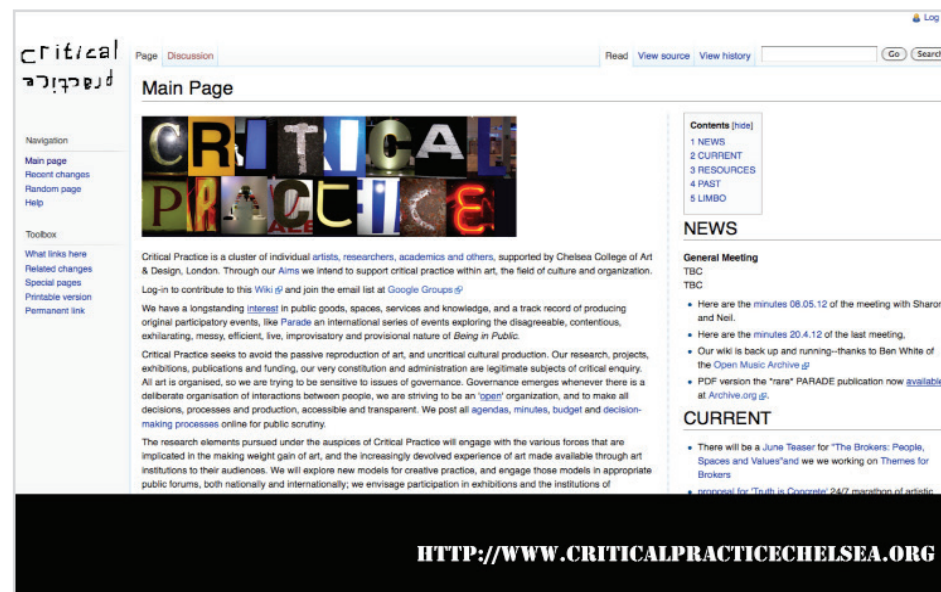 Log
critical
practice
Page Discussion
Read View source View history
Go Search
Main Page
CRITICAL
PRACTICE
Navigation
Main page
Recent changes
Random page
Help
Toolbox
What links here
Related changes
Special pages
Printable version
Permanent link
Critical Practice is a cluster of individual artists, researchers, academics and others, supported by Chelsea College of Art
& Design, London. Through our Aims we intend to support critical practice within art, the field of culture and organization.
Log-in to contribute to this Wiki and join the email list at Google Groups
We have a longstanding interest in public goods, spaces, services and knowledge, and a track record of producing
original participatory events, like Parade an international series of events exploring the disagreeable, contentious,
exhilarating, messy, efficient, live, improvisatory and provisional nature of Being in Public.
Critical Practice seeks to avoid the passive reproduction of art, and uncritical cultural production. Our research, projects,
exhibitions, publications and funding, our very constitution and administration are legitimate subjects of critical enquiry.
All art is organised, so we are trying to be sensitive to issues of governance. Governance emerges whenever there is a
deliberate organisation of interactions between people, we are striving to be an 'open' organization, and to make all
decisions, processes and production, accessible and transparent. We post all agendas, minutes, budget and decision-
making processes online for public scrutiny.
The research elements pursued under the auspices of Critical Practice will engage with the various forces that are
implicated in the making weight gain of art, and the increasingly devolved experience of art made available through art
institutions to their audiences. We will explore new models for creative practice, and engage those models in appropriate
public forums, both nationally and internationally; we envisage participation in exhibitions and the institutions of
Contents [hide]
1 NEWS
2 CURRENT
3 RESOURCES
4 PAST
5 LIMBO
NEWS
General Meeting
TBC
TBC
Here are the minutes 08.05.12 of the meeting with Sharon
and Neil.
Here are the minutes 20.4.12 of the last meeting,
Our wiki is back up and running--thanks to Ben White of
the Open Music Archive
PDF version the "rare" PARADE publication now available
at Archive.org
CURRENT
There will be a June Teaser for "The Brokers: People,
Spaces and Values"and we we working on Themes for
Brokers
proposal for 'Truth is Concrete' 24/7 marathon of artistic
HTTP://WWW.CRITICALPRACTICECHELSEA.ORG